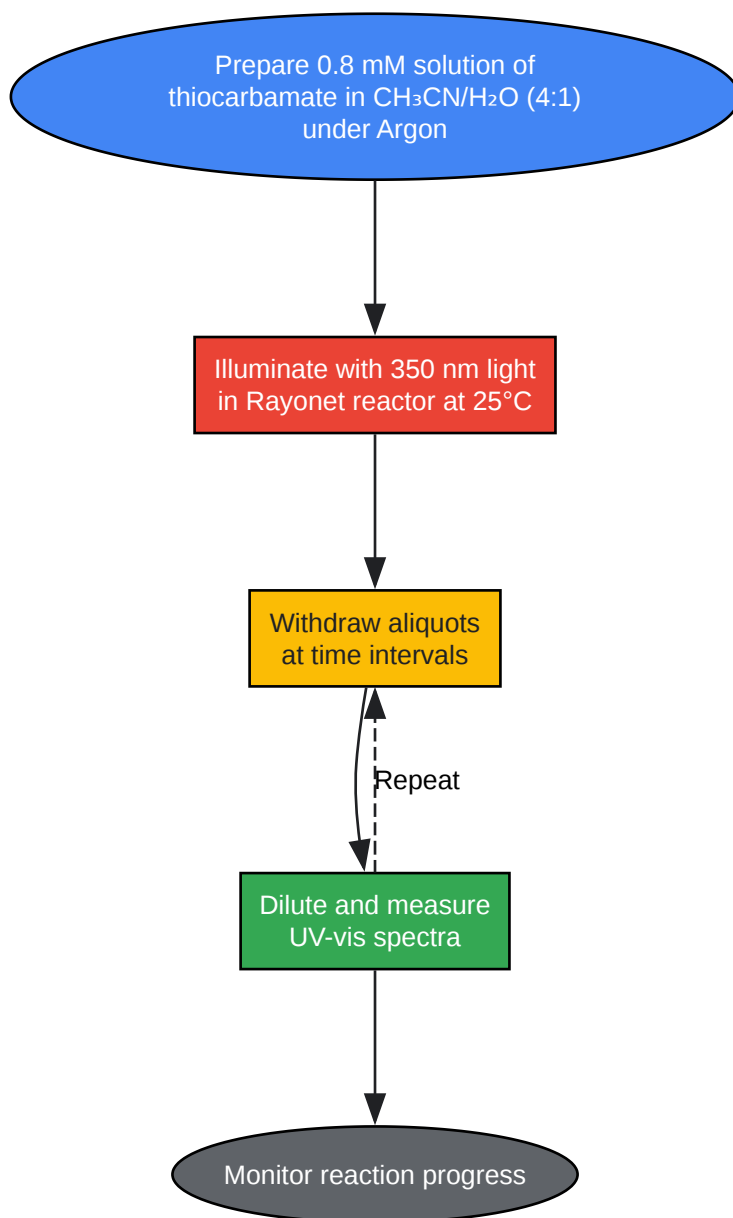 Prepare 0.8 mM solution of
thiocarbamate in CH₃CN/H₂O (4:1)
under Argon
Illuminate with 350 nm light
in Rayonet reactor at 25°C
Withdraw aliquots
at time intervals
Repeat
Dilute and measure
UV-vis spectra
Monitor reaction progress